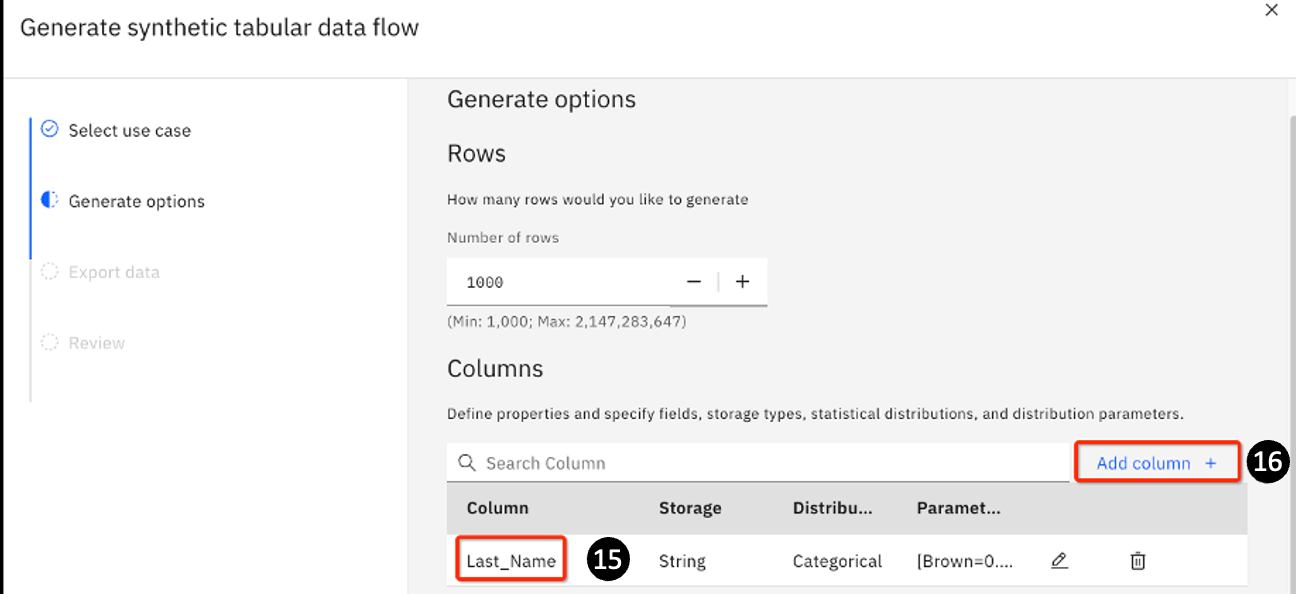 Generate synthetic tabular data flow
Select use case
Generate options
Export data
Review
Generate options
Rows
How many rows would you like to generate
Number of rows
1000
(Min: 1,000; Max: 2,147,283,647)
Columns
Define properties and specify fields, storage types, statistical distributions, and distribution parameters.
Search Column
Add column +
16
Column Storage Distribu... Paramet...
Last_Name 15 String Categorical [Brown=0....